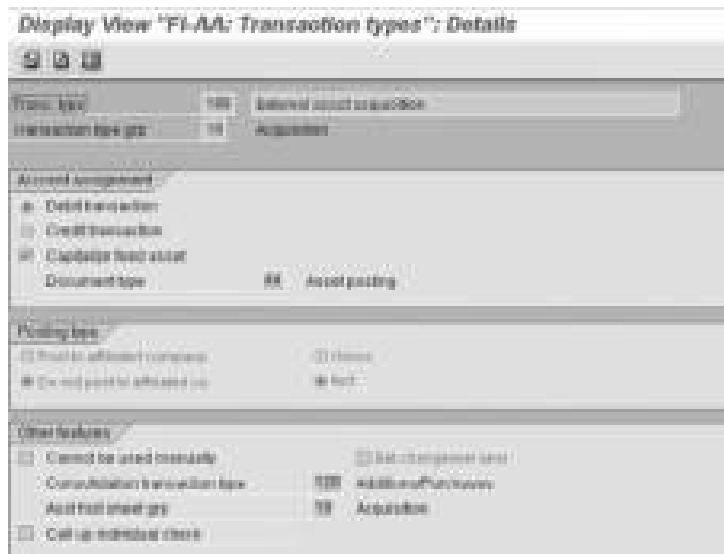 Display View "FI-AA: Transaction types": Details
Trans. type 100 External asset acquisition
Transaction type grp 10 Acquisition
Account assignment
Debit transaction
Credit transaction
Capitalize fixed asset
Document type AA Asset posting
Posting type
Post to affiliated company Gross
Do not post to affiliated co. Net
Other features
Cannot be used manually Set changeover year
Consolidation transaction type 120
Asst hist sheet grp 10 Acquisition
Call up individual check